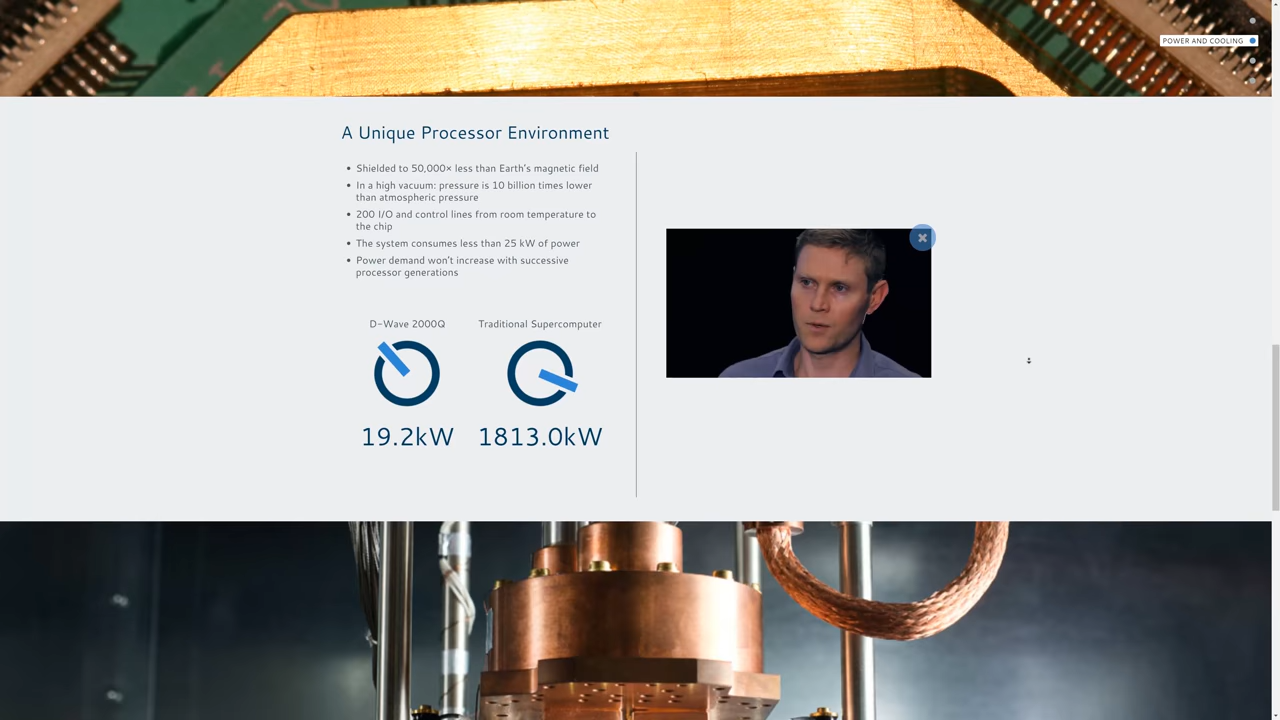 POWER AND COOLING
A Unique Processor Environment
• Shielded to 50,000× less than Earth's magnetic field
• In a high vacuum: pressure is 10 billion times lower
than atmospheric pressure
• 200 I/O and control lines from room temperature to
the chip
• The system consumes less than 25 kW of power
• Power demand won't increase with successive
processor generations
D-Wave 2000Q
Traditional Supercomputer
19.2kW
1813.0kW